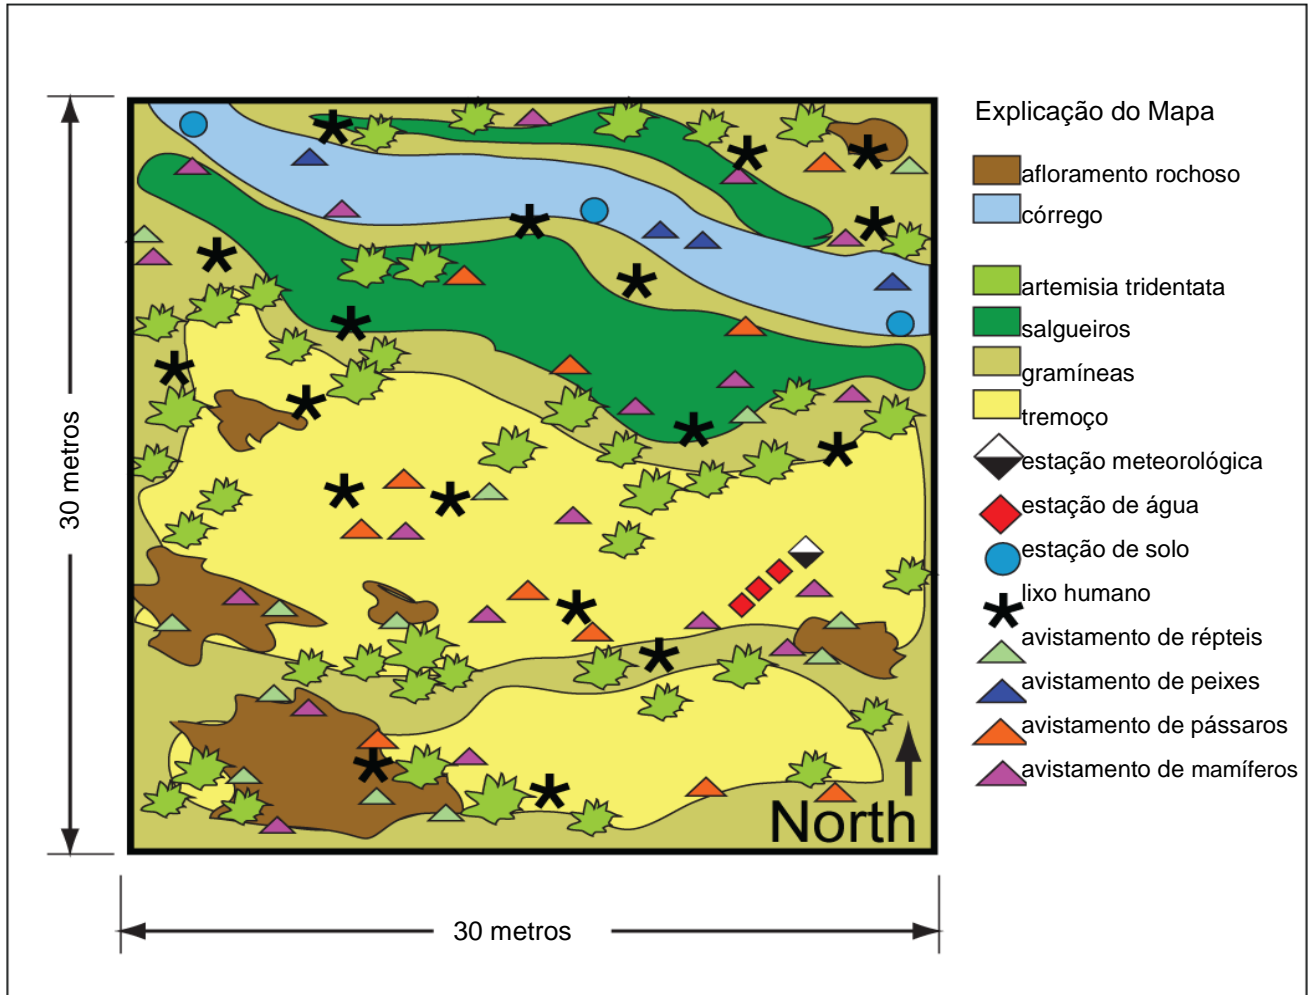 Explicação do Mapa
afloramento rochoso
córrego
artemisia tridentata
salgueiros
gramíneas
tremoço
estação meteorológica
estação de água
estação de solo
lixo humano
avistamento de répteis
avistamento de peixes
avistamento de pássaros
avistamento de mamíferos
30 metros
North
30 metros